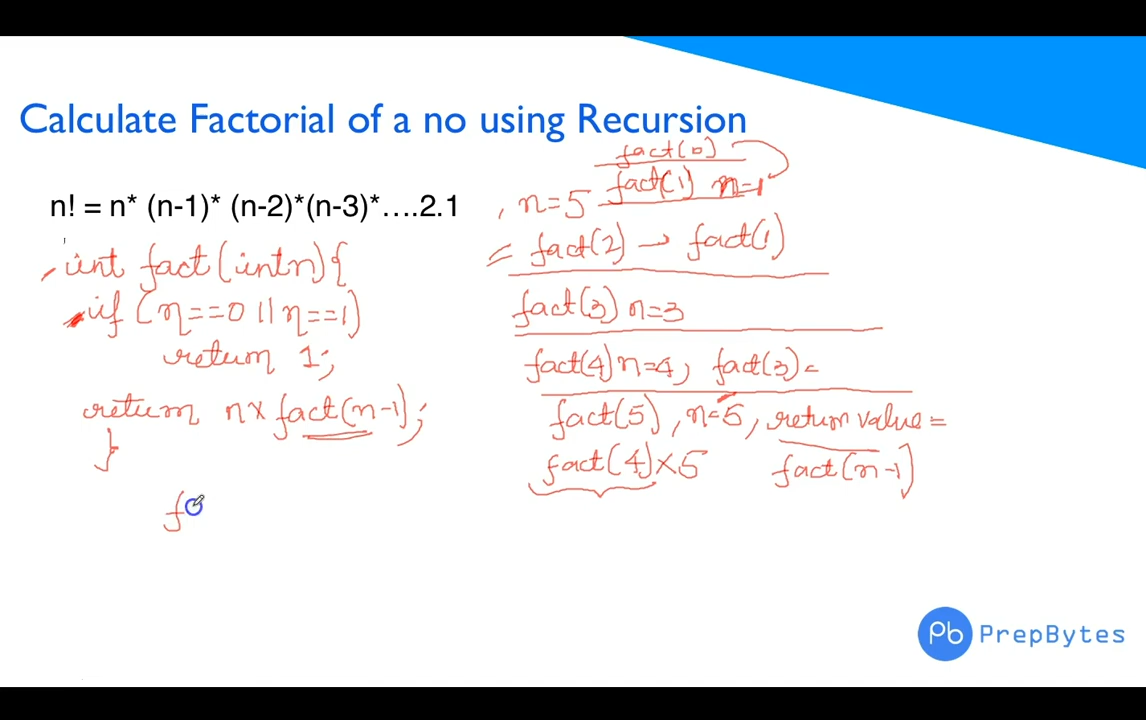 Calculate Factorial of a no using Recursion
n! = n* (n-1)* (n-2)*(n-3)*....2.1
int fact(int n) {
if (n==0 || n==1)
return 1;
return n x fact(n-1);
}
f
fact(0)
fact(1) n=1
, n=5
= fact(2) → fact(1)
fact(3) n=3
fact(4) n=4, fact(3) =
fact(5), n=5, return value =
fact(4) x 5 fact(n-1)
Pb PrepBytes